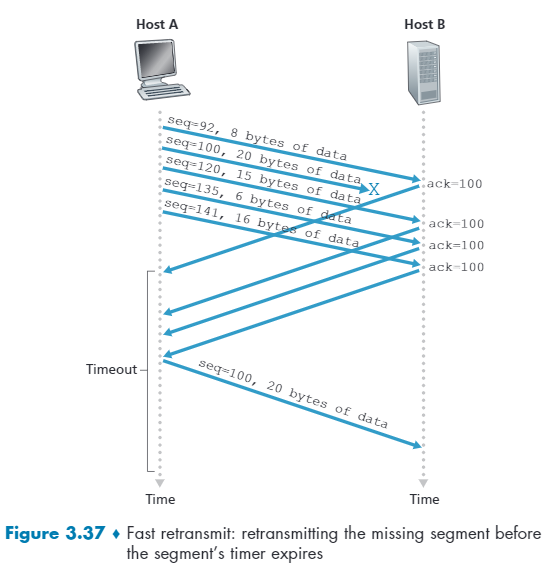 Host A
Host B
seq=92, 8 bytes of data
seq=100, 20 bytes of data
X
seq=120, 15 bytes of data
seq=135, 6 bytes of data
seq=141, 16 bytes of data
ack=100
ack=100
ack=100
ack=100
Timeout
seq=100, 20 bytes of data
Time
Time
Figure 3.37 ♦ Fast retransmit: retransmitting the missing segment before
the segment's timer expires